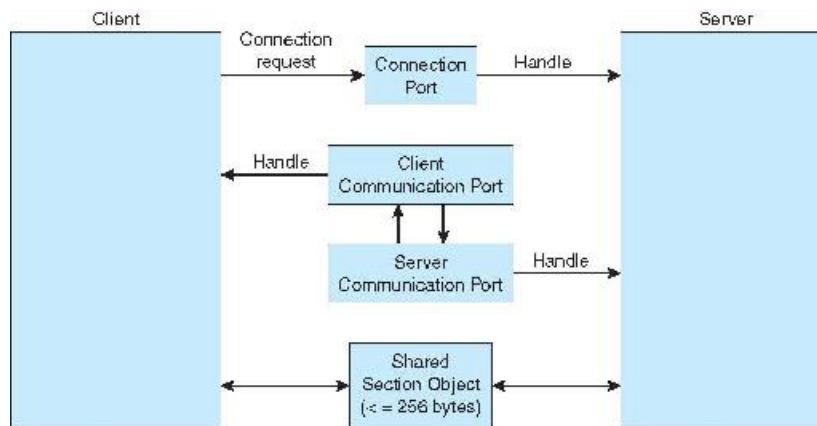 Client
Server
Connection
request
Connection
Port
Handle
Handle
Client
Communication Port
Server
Communication Port
Handle
Shared
Section Object
(< = 256 bytes)